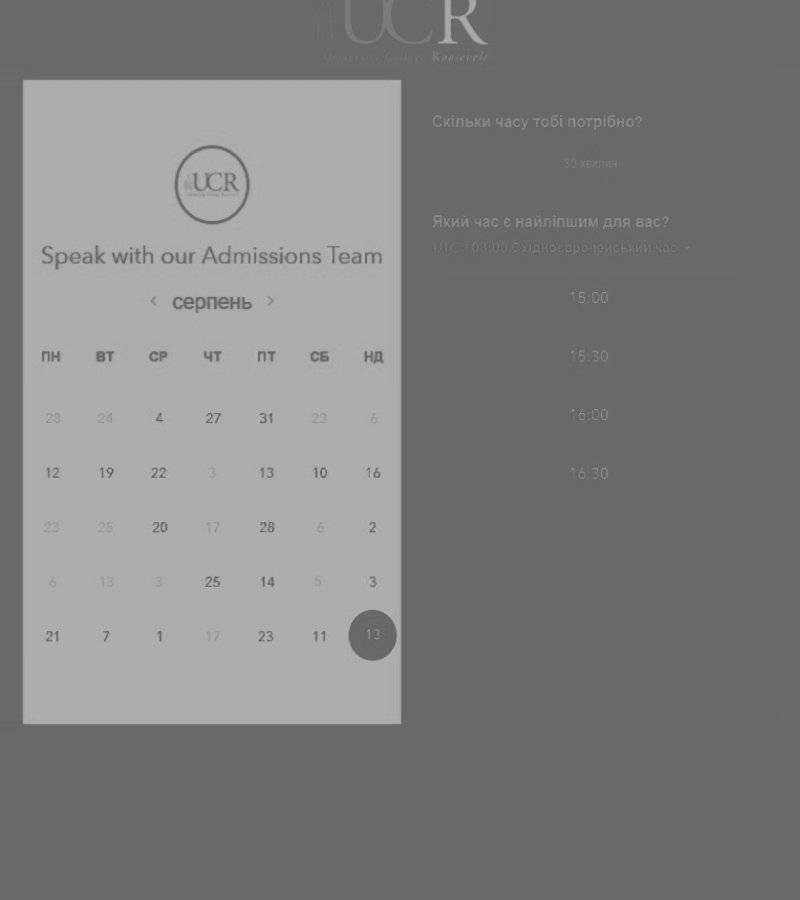 UCR
University College Roosevelt
UCR
Speak with our Admissions Team
< серпень >
ПН ВТ СР ЧТ ПТ СБ НД
28 24 4 27 31 23 6
12 19 22 3 13 10 16
23 25 20 17 28 6 2
6 13 3 25 14 5 3
21 7 1 17 23 11 13
Скільки часу тобі потрібно?
30 хвилин
Який час є найліпшим для вас?
UTC +03:00 Східноєвропейський час
15:00
15:30
16:00
16:30